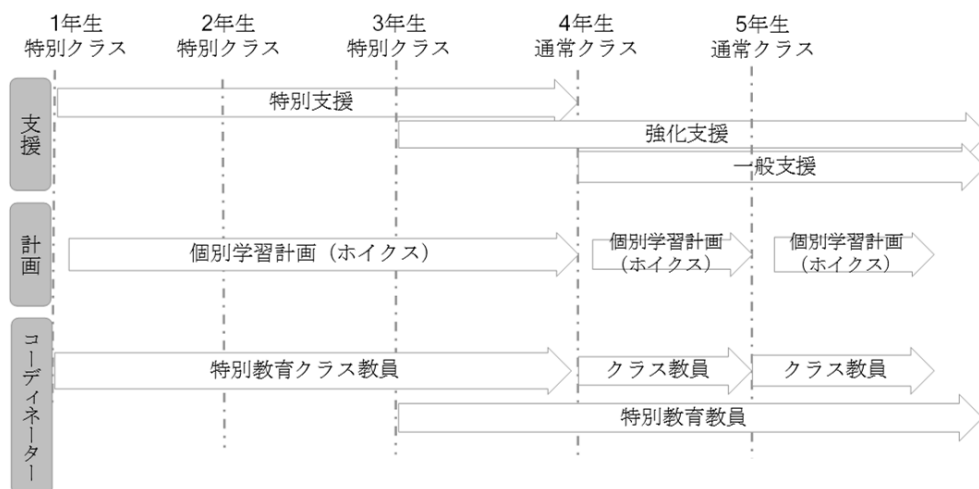 1年生
特別クラス
2年生
特別クラス
3年生
特別クラス
4年生
通常クラス
5年生
通常クラス
支援
特別支援
強化支援
一般支援
計画
個別学習計画（ホイクス）
個別学習計画
（ホイクス）
個別学習計画
（ホイクス）
コーディネーター
特別教育クラス教員
クラス教員
クラス教員
特別教育教員